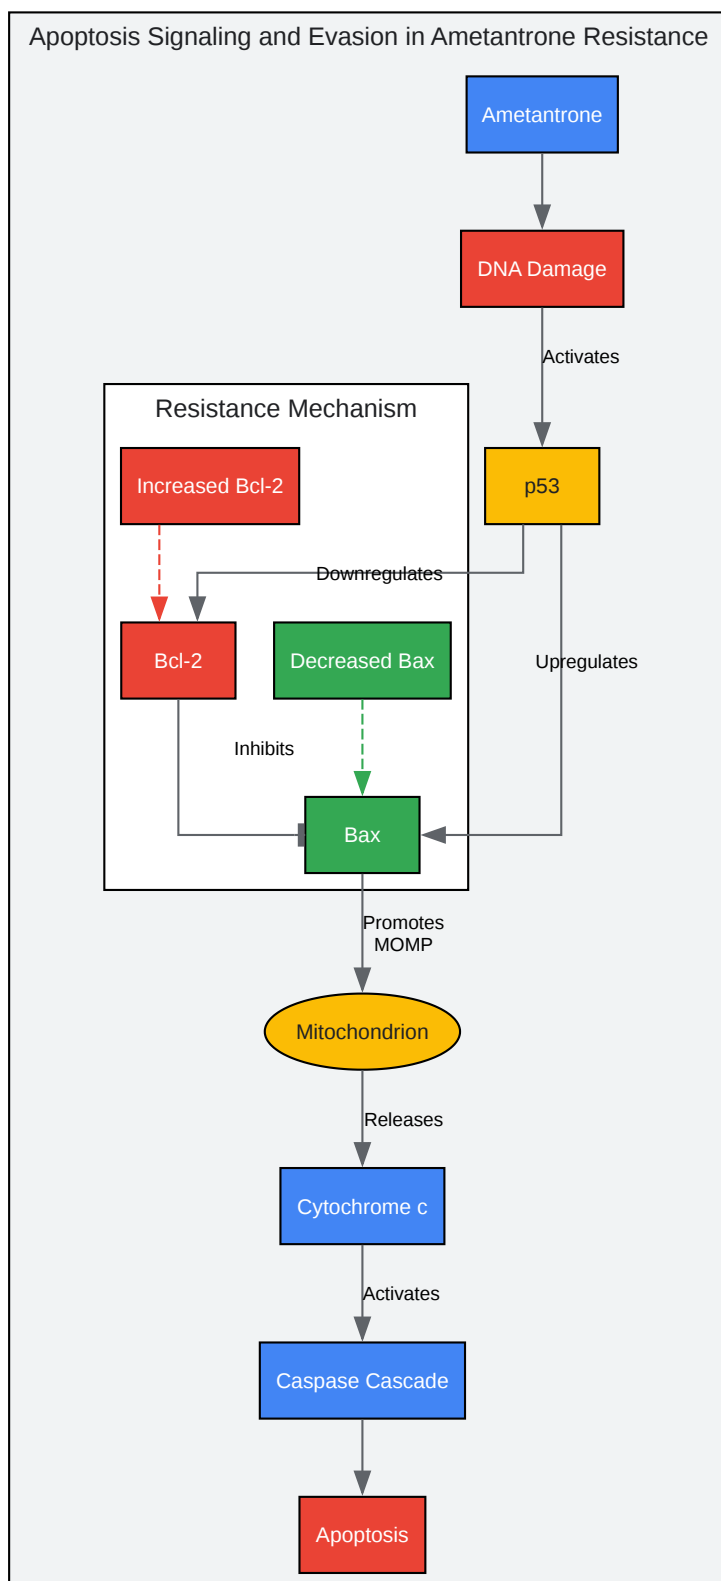 Apoptosis Signaling and Evasion in Ametantrone Resistance
Ametantrone
DNA Damage
Activates
Resistance Mechanism
Increased Bcl-2
p53
Downregulates
Bcl-2
Decreased Bax
Upregulates
Inhibits
Bax
Promotes
MOMP
Mitochondrion
Releases
Cytochrome c
Activates
Caspase Cascade
Apoptosis